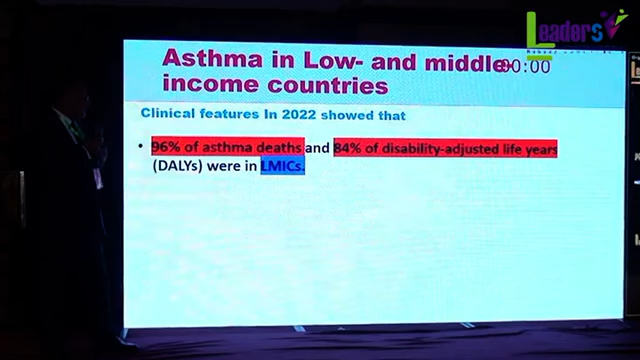 Leaders
Asthma in Low- and middle-
00:00
income countries
Clinical features In 2022 showed that
• 96% of asthma deaths and 84% of disability-adjusted life years
(DALYs) were in LMICs.